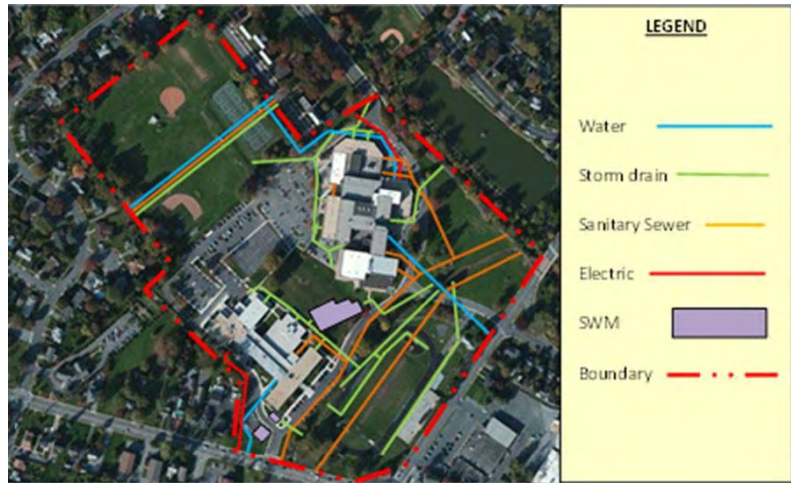 LEGEND
Water
Storm drain
Sanitary Sewer
Electric
SWM
Boundary